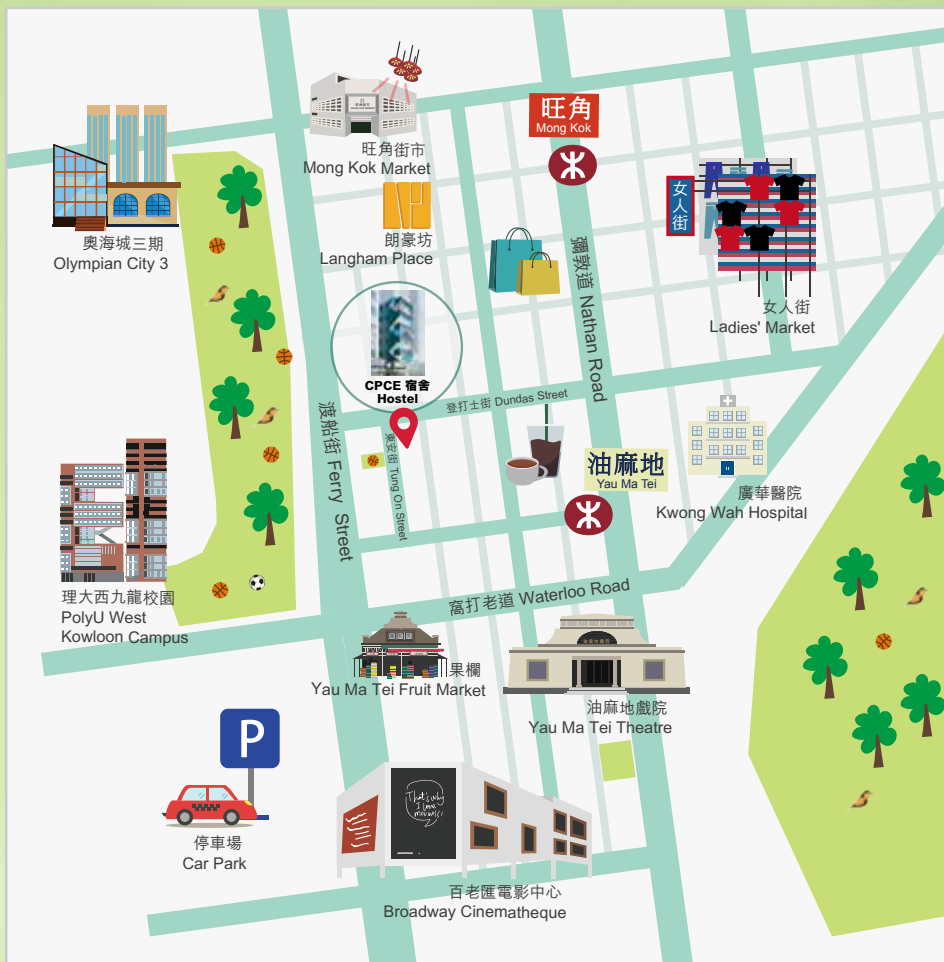 旺角街市
Mong Kok Market
旺角
Mong Kok
奧海城三期
Olympian City 3
朗豪坊
Langham Place
女人街
女人街
Ladies' Market
彌敦道 Nathan Road
CPCE 宿舍
Hostel
登打士街 Dundas Street
渡船街 Ferry Street
東安街 Tung On Street
油麻地
Yau Ma Tei
廣華醫院
Kwong Wah Hospital
理大西九龍校園
PolyU West
Kowloon Campus
窩打老道 Waterloo Road
果欄
Yau Ma Tei Fruit Market
油麻地戲院
Yau Ma Tei Theatre
P
停車場
Car Park
That's why
I love
movies!
百老匯電影中心
Broadway Cinematheque